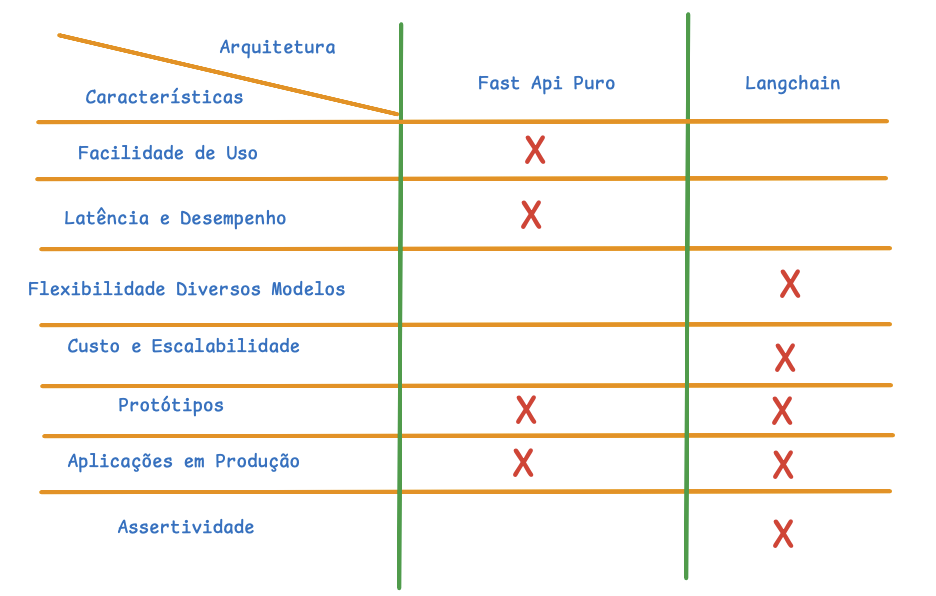 Arquitetura
Características
Fast Api Puro
Langchain
Facilidade de Uso
X
Latência e Desempenho
X
Flexibilidade Diversos Modelos
X
Custo e Escalabilidade
X
Protótipos
X
X
Aplicações em Produção
X
X
Assertividade
X